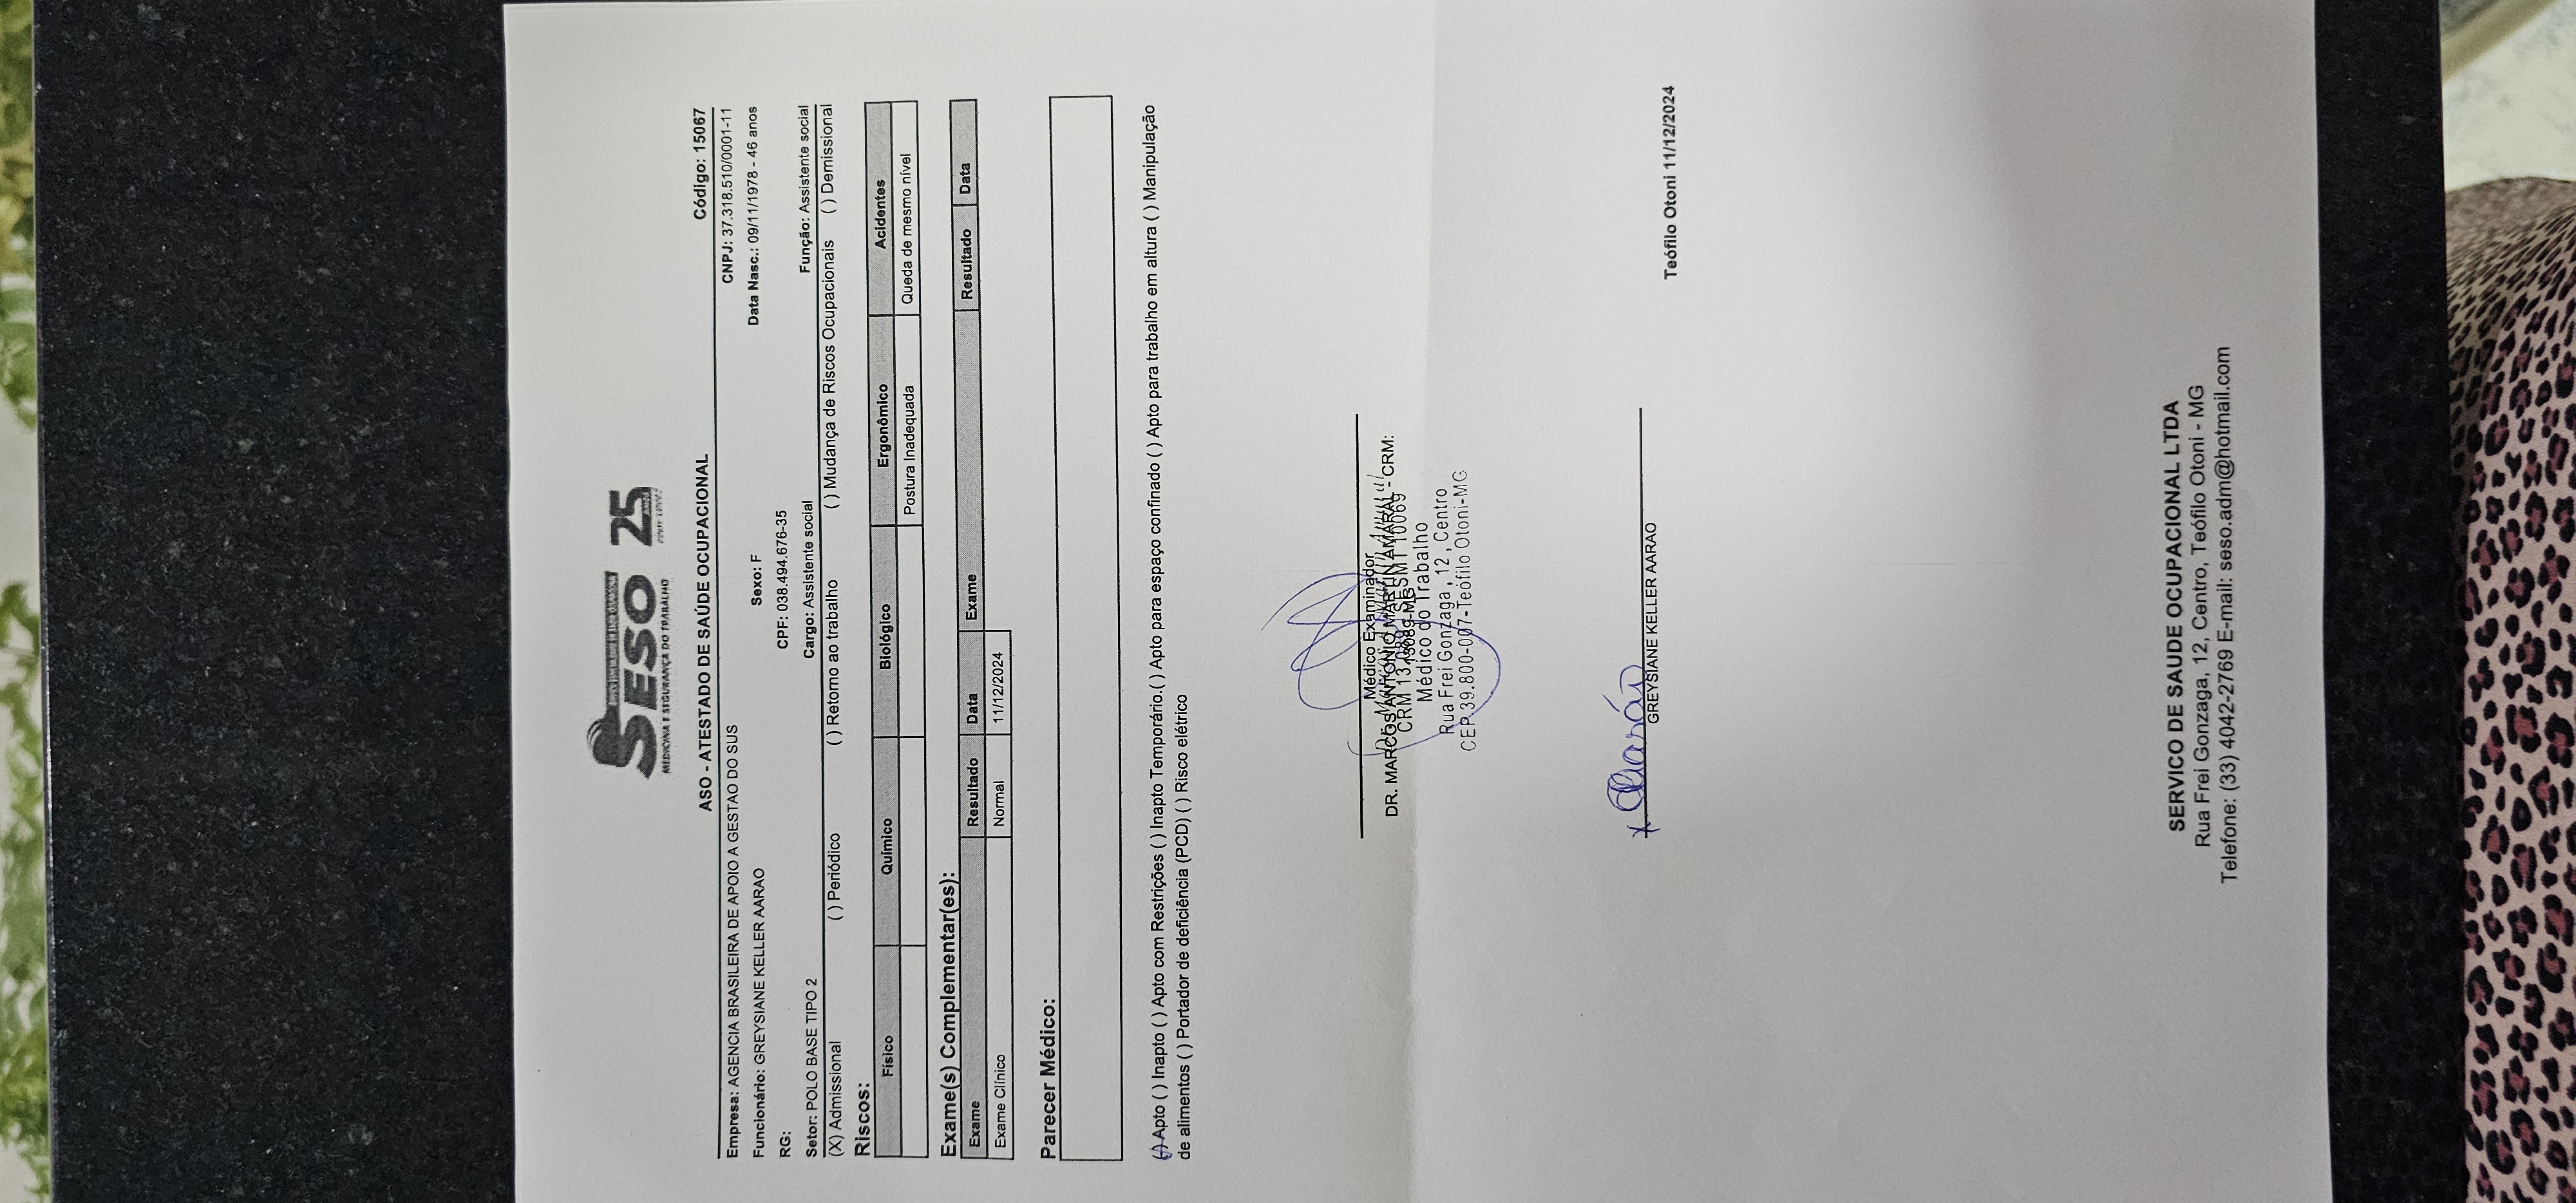 SESO 25
MEDICINA E SEGURANÇA DO TRABALHO
ASO - ATESTADO DE SAÚDE OCUPACIONAL Código: 15067
Empresa: AGENCIA BRASILEIRA DE APOIO A GESTAO DO SUS CNPJ: 37.318.510/0001-11
Funcionário: GREYSIANE KELLER AARAO Sexo: F Data Nasc.: 09/11/1978 - 46 anos
RG: CPF: 038.494.676-35
Setor: POLO BASE TIPO 2 Cargo: Assistente social Função: Assistente social
(X) Admissional ( ) Periódico ( ) Retorno ao trabalho ( ) Mudança de Riscos Ocupacionais ( ) Demissional
Riscos:
Físico Químico Biológico Ergonômico Acidentes
Postura Inadequada Queda de mesmo nível
Exame(s) Complementar(es):
Exame Resultado Data Exame Resultado Data
Exame Clínico Normal 11/12/2024
Parecer Médico:
( ) Apto ( ) Inapto ( ) Apto com Restrições ( ) Inapto Temporário.( ) Apto para espaço confinado ( ) Apto para trabalho em altura ( ) Manipulação
de alimentos ( ) Portador de deficiência (PCD) ( ) Risco elétrico
Médico Examinador
Dr. Marcos A. Martin Amaral
DR. MARCOS ANTONIO MARTIN AMARAL - CRM:
CRM 13.089 - SESMT 10069
13089-MG
Médico do Trabalho
Rua Frei Gonzaga , 12 , Centro
CEP.39.800-007-Teófilo Otoni-MG
GREYSIANE KELLER AARAO
Teófilo Otoni 11/12/2024
SERVICO DE SAUDE OCUPACIONAL LTDA
Rua Frei Gonzaga, 12, Centro, Teófilo Otoni - MG
Telefone: (33) 4042-2769 E-mail: seso.adm@hotmail.com